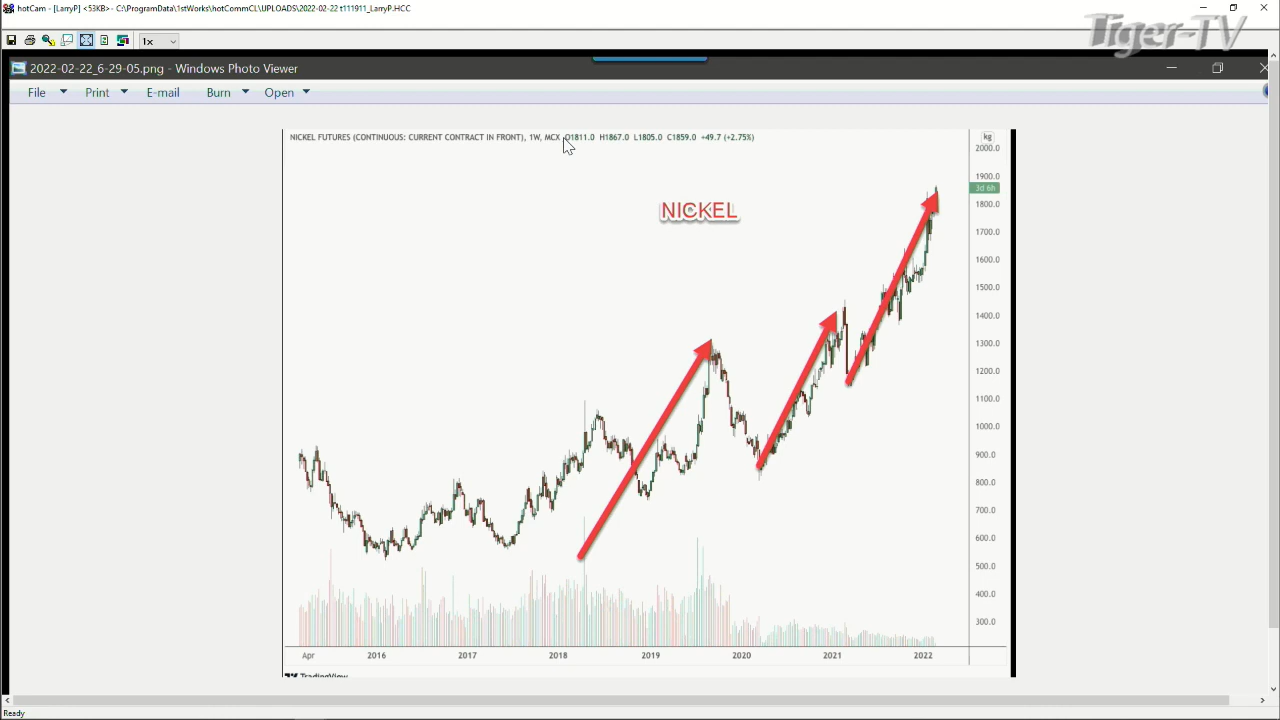 hotCam - [LarryP] <53KB>- C:\ProgramData\1stWorks\hotCommCL\UPLOADS\2022-02-22 t111911_LarryP.HCC
Tiger-TV
1x
2022-02-22_6-29-05.png - Windows Photo Viewer
File Print E-mail Burn Open
NICKEL FUTURES (CONTINUOUS: CURRENT CONTRACT IN FRONT), 1W, MCX O1811.0 H1867.0 L1805.0 C1859.0 +49.7 (+2.75%)
kg
2000.0
1900.0
3d 6h
1800.0
NICKEL
1700.0
1600.0
1500.0
1400.0
1300.0
1200.0
1100.0
1000.0
900.0
800.0
700.0
600.0
500.0
400.0
300.0
Apr 2016 2017 2018 2019 2020 2021 2022
TradingView
Ready